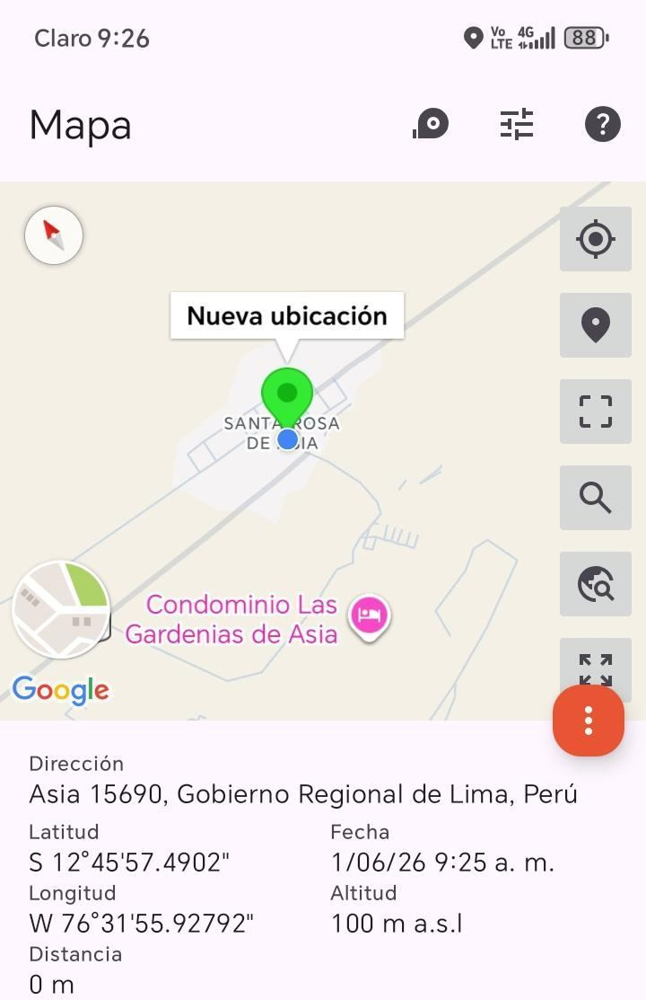 Claro 9:26
Vo LTE 4G 88
Mapa
?
Nueva ubicación
SANTA ROSA
DE ASIA
Condominio Las
Gardenias de Asia
Google
Dirección
Asia 15690, Gobierno Regional de Lima, Perú
Latitud Fecha
S 12°45'57.4902" 1/06/26 9:25 a. m.
Longitud Altitud
W 76°31'55.92792" 100 m a.s.l
Distancia
0 m